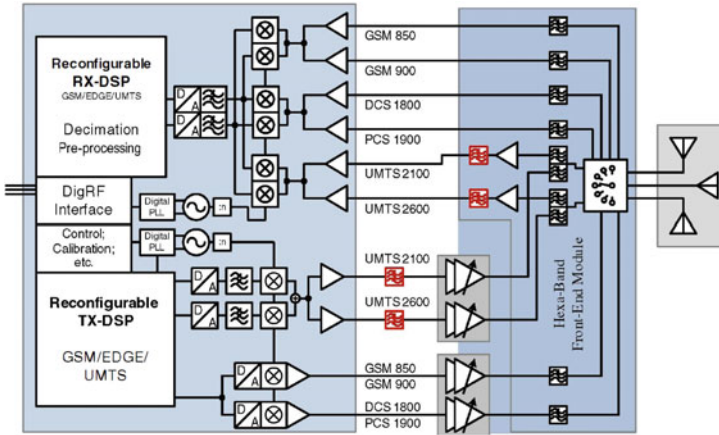 Reconfigurable
RX-DSP
GSM/EDGE/UMTS
Decimation
Pre-processing
D
A
D
A
DigRF
Interface
Digital
PLL
Control;
Calibration;
etc.
Digital
PLL
Reconfigurable
TX-DSP
GSM/EDGE/
UMTS
D
A
D
A
D
A
D
A
GSM 850
GSM 900
DCS 1800
PCS 1900
UMTS 2100
UMTS 2600
UMTS 2100
UMTS 2600
GSM 850
GSM 900
DCS 1800
PCS 1900
Hexa-Band
Front-End Module